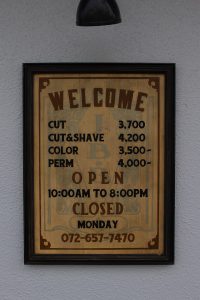 WELCOME
CUT 3,700
CUT&SHAVE 4,200
COLOR 3,500~
PERM 4,000~
OPEN
10:00AM TO 8:00PM
CLOSED
MONDAY
072-657-7470